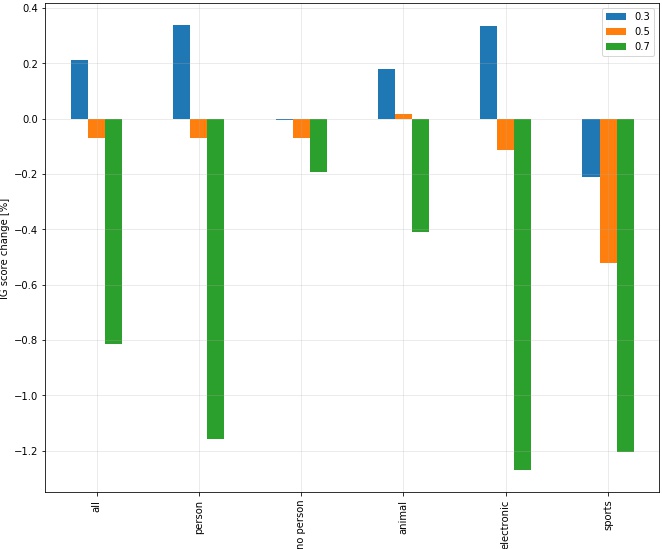 0.4
0.2
0.0
−0.2
−0.4
−0.6
−0.8
−1.0
−1.2
IG score change [%]
0.3
0.5
0.7
all
person
no person
animal
electronic
sports